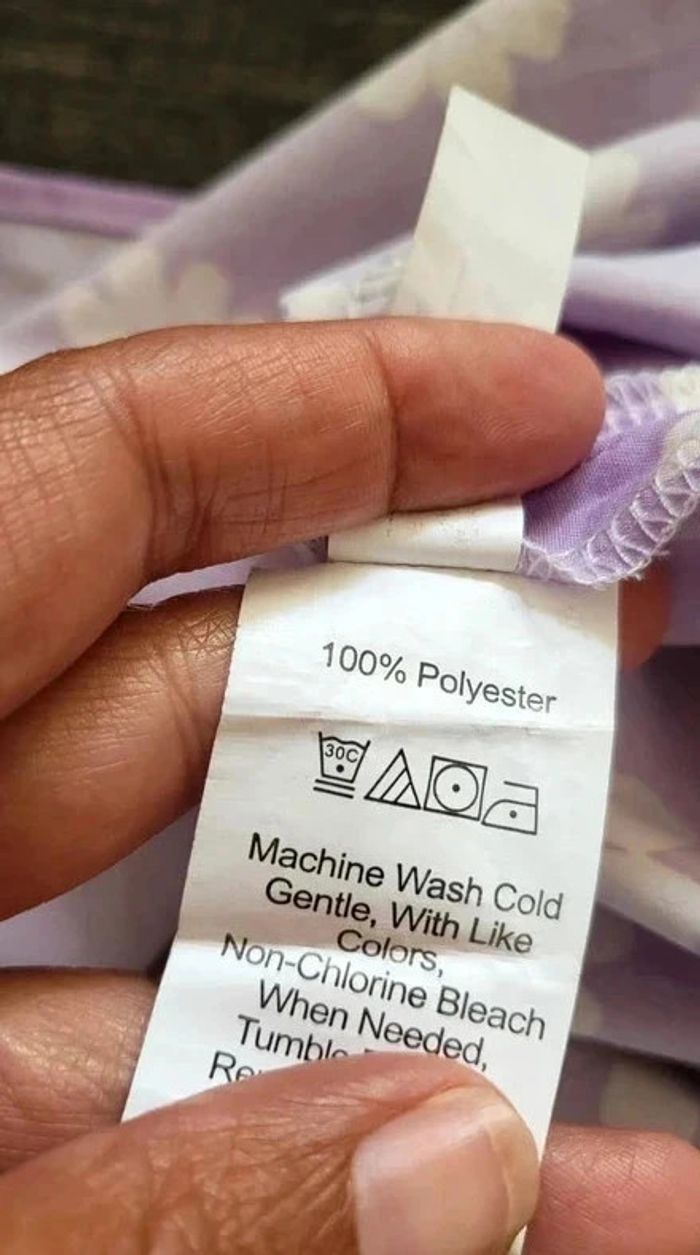 100% Polyester
30C
Machine Wash Cold
Gentle, With Like
Colors,
Non-Chlorine Bleach
When Needed,
Tumble